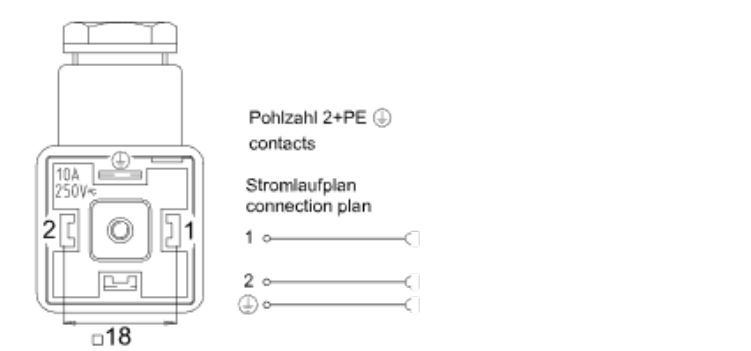 Pohlzahl 2+PE ⏚
contacts
10A
250V~
Stromlaufplan
connection plan
2
1
1
2
□18